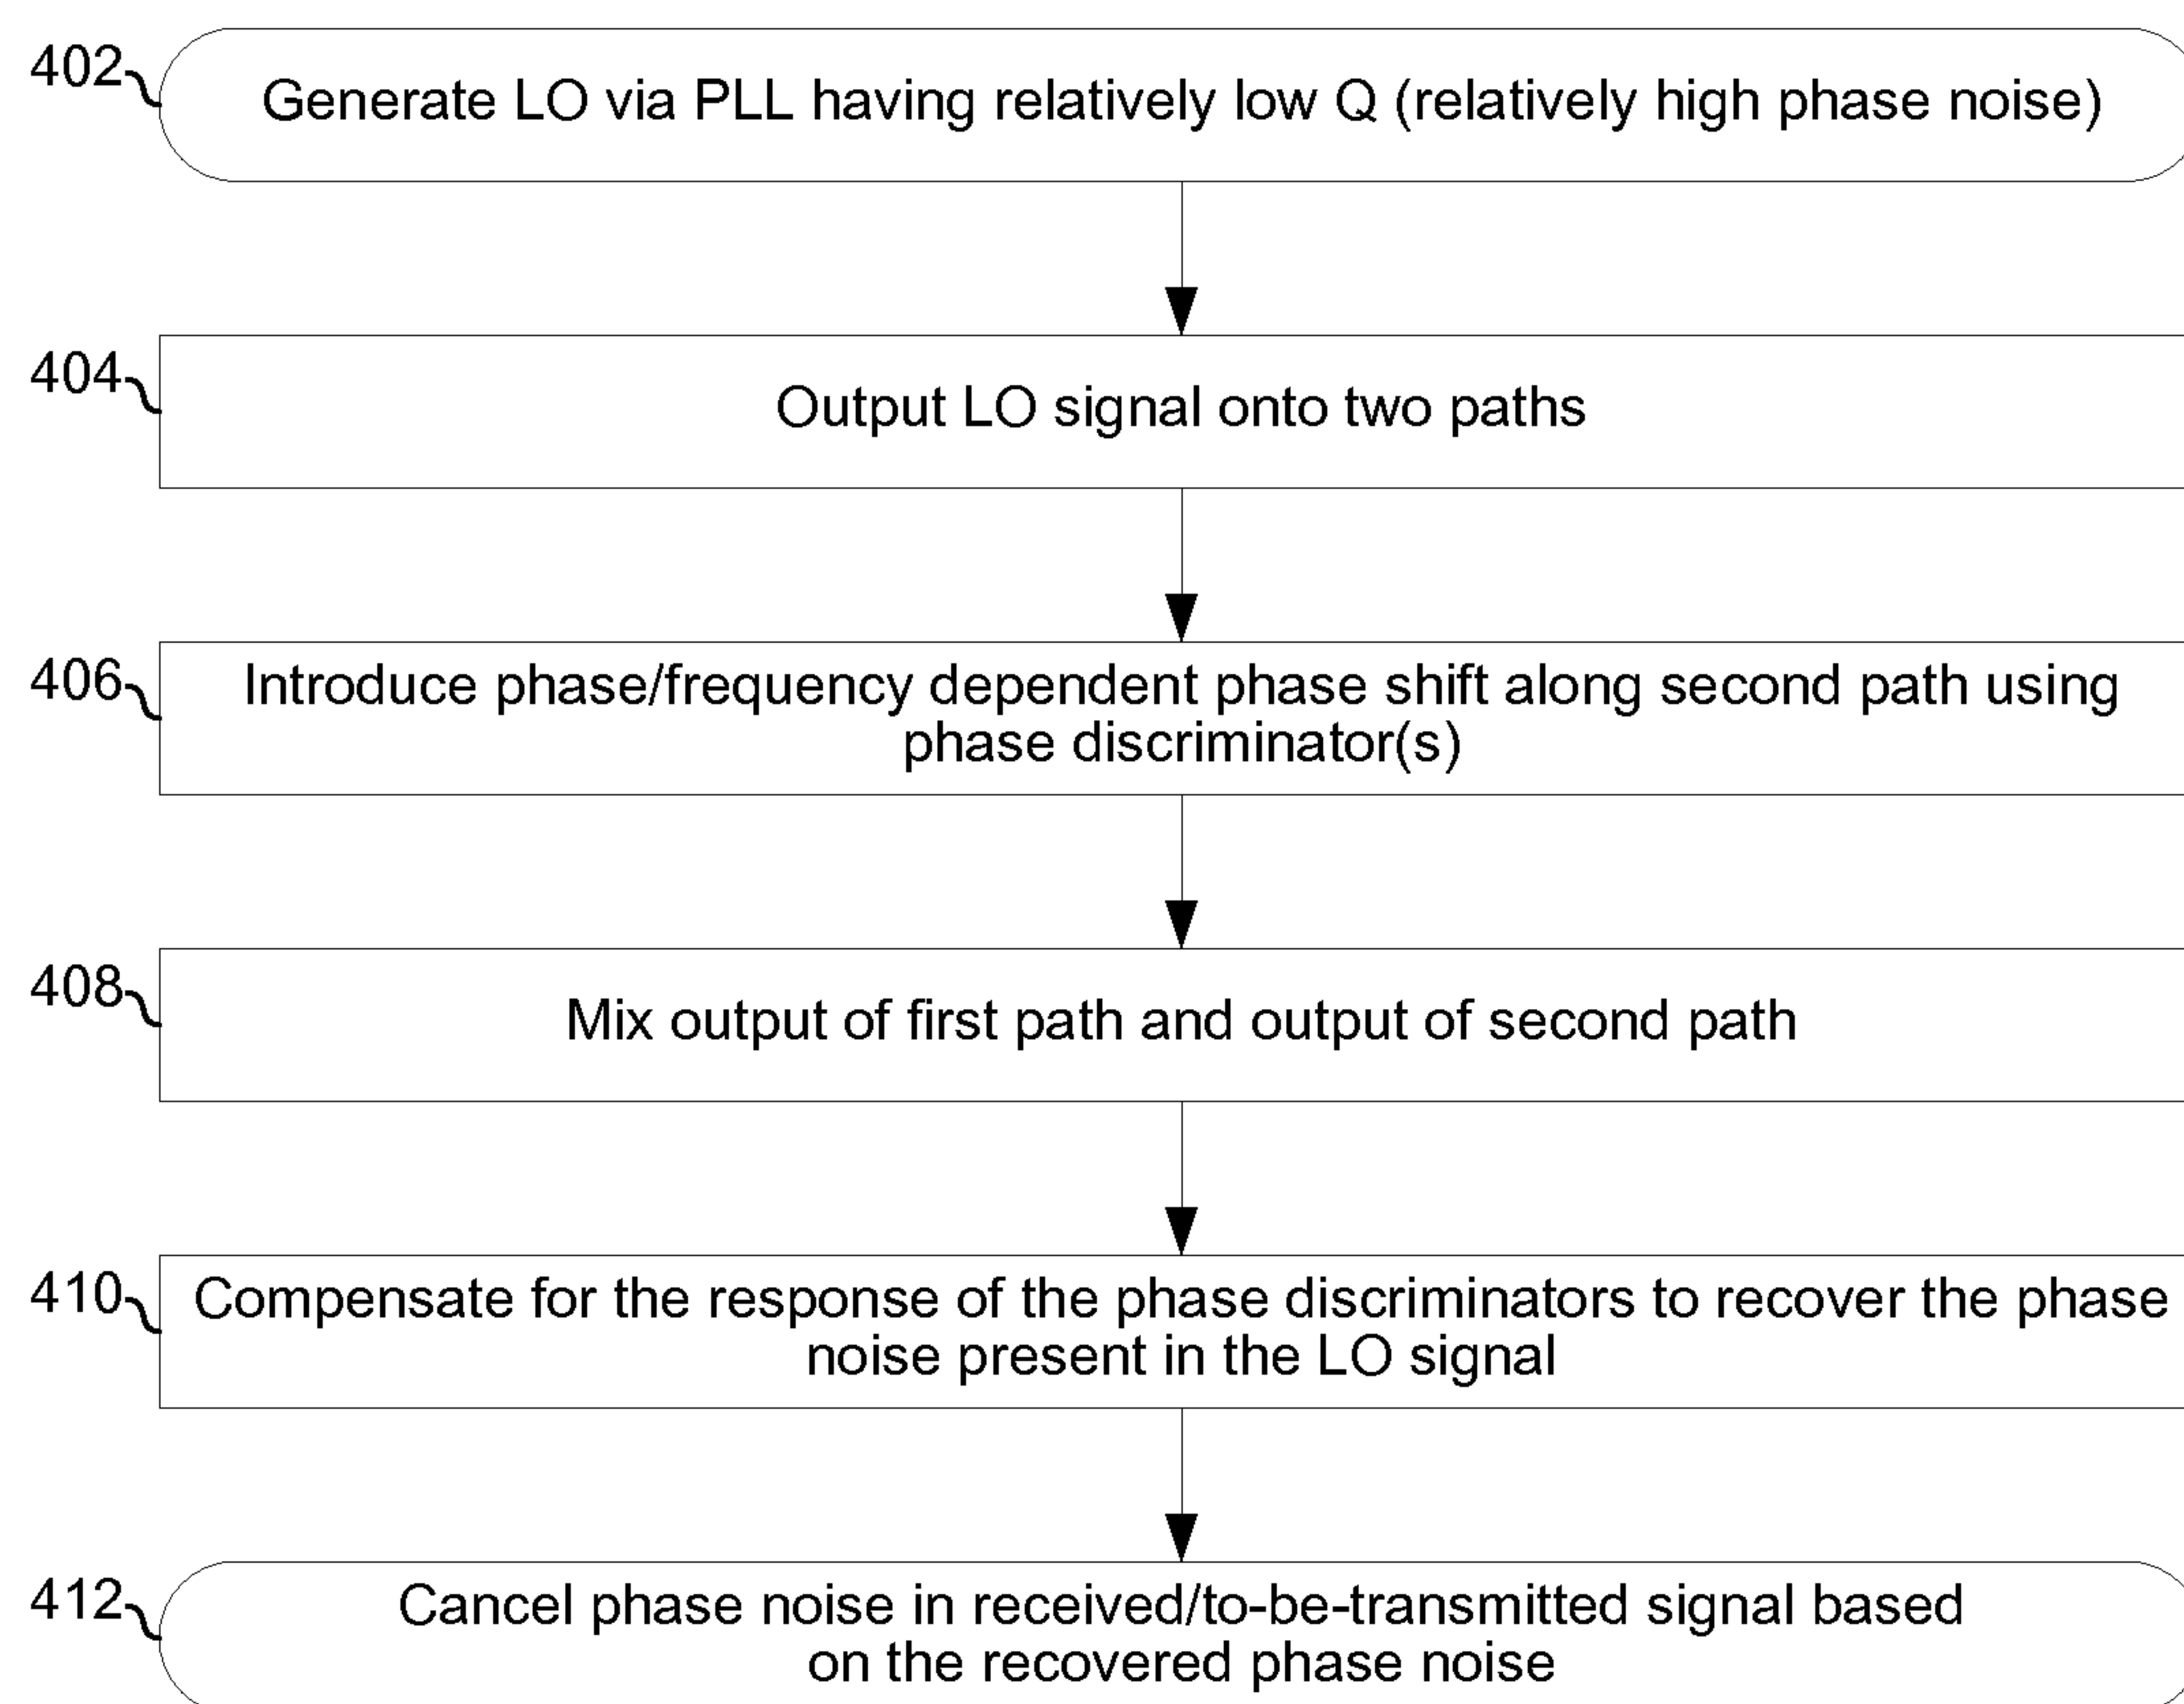 402
Generate LO via PLL having relatively low Q (relatively high phase noise)
404
Output LO signal onto two paths
406
Introduce phase/frequency dependent phase shift along second path using
phase discriminator(s)
408
Mix output of first path and output of second path
410
Compensate for the response of the phase discriminators to recover the phase
noise present in the LO signal
412
Cancel phase noise in received/to-be-transmitted signal based
on the recovered phase noise